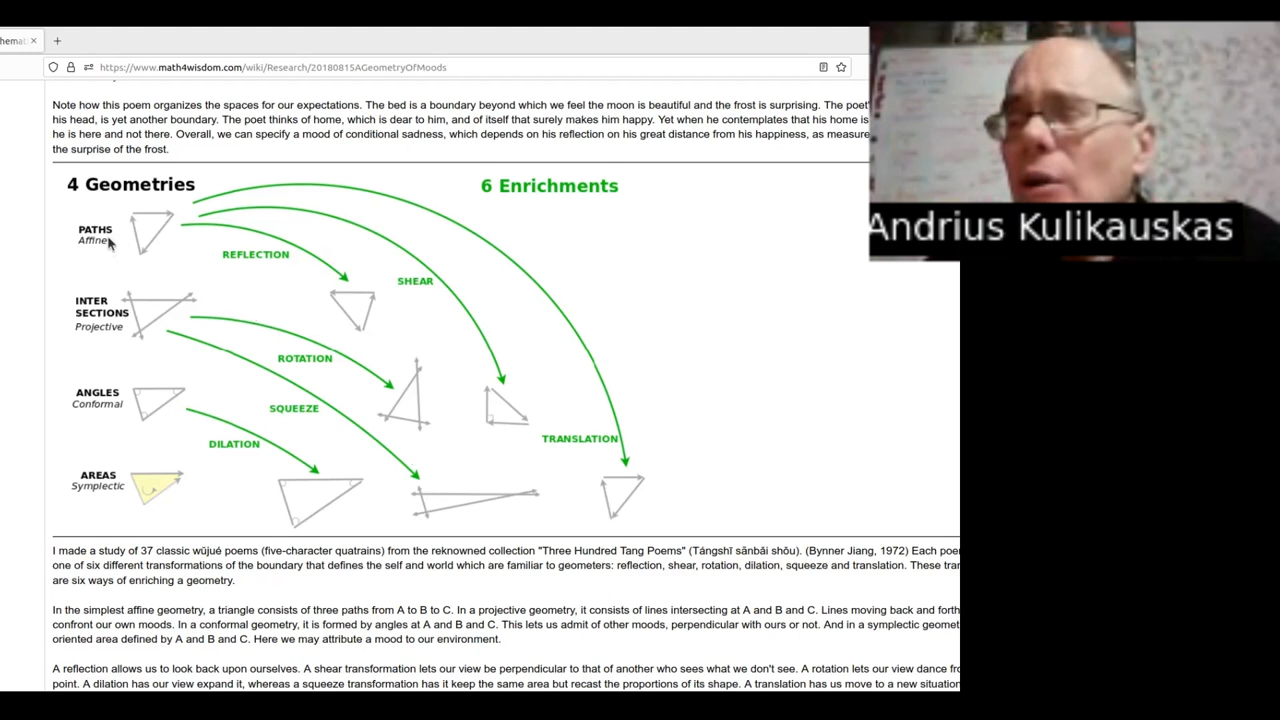 hemat
https://www.math4wisdom.com/wiki/Research/20180815AGeometryOfMoods
Note how this poem organizes the spaces for our expectations. The bed is a boundary beyond which we feel the moon is beautiful and the frost is surprising. The poet'
his head, is yet another boundary. The poet thinks of home, which is dear to him, and of itself that surely makes him happy. Yet when he contemplates that his home is
he is here and not there. Overall, we can specify a mood of conditional sadness, which depends on his reflection on his great distance from his happiness, as measure
the surprise of the frost.
Andrius Kulikauskas
4 Geometries
6 Enrichments
PATHS
Affine
REFLECTION
SHEAR
INTER
SECTIONS
Projective
ROTATION
ANGLES
Conformal
SQUEEZE
DILATION
TRANSLATION
AREAS
Symplectic
I made a study of 37 classic wǔjué poems (five-character quatrains) from the reknowned collection "Three Hundred Tang Poems" (Tángshī sānbǎi shǒu). (Bynner Jiang, 1972) Each poe
one of six different transformations of the boundary that defines the self and world which are familiar to geometers: reflection, shear, rotation, dilation, squeeze and translation. These tra
are six ways of enriching a geometry.
In the simplest affine geometry, a triangle consists of three paths from A to B to C. In a projective geometry, it consists of lines intersecting at A and B and C. Lines moving back and forth
confront our own moods. In a conformal geometry, it is formed by angles at A and B and C. This lets us admit of other moods, perpendicular with ours or not. And in a symplectic geomet
oriented area defined by A and B and C. Here we may attribute a mood to our environment.
A reflection allows us to look back upon ourselves. A shear transformation lets our view be perpendicular to that of another who sees what we don't see. A rotation lets our view dance fro
point. A dilation has our view expand it, whereas a squeeze transformation has it keep the same area but recast the proportions of its shape. A translation has us move to a new situation